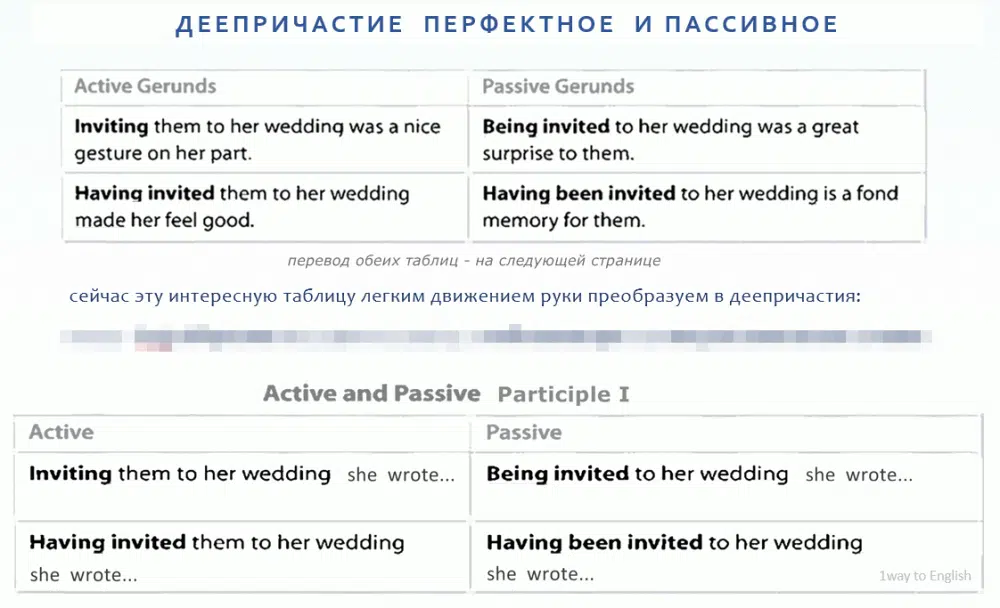 ДЕЕПРИЧАСТИЕ ПЕРФЕКТНОЕ И ПАССИВНОЕ
Active Gerunds
Passive Gerunds
Inviting them to her wedding was a nice
gesture on her part.
Being invited to her wedding was a great
surprise to them.
Having invited them to her wedding
made her feel good.
Having been invited to her wedding is a fond
memory for them.
перевод обеих таблиц - на следующей странице
сейчас эту интересную таблицу легким движением руки преобразуем в деепричастия:
Active and Passive Participle I
Active
Passive
Inviting them to her wedding she wrote...
Being invited to her wedding she wrote...
Having invited them to her wedding
she wrote...
Having been invited to her wedding
she wrote...
1way to English